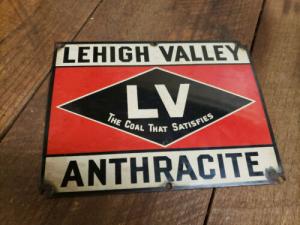 LEHIGH VALLEY
LV
THE COAL THAT SATISFIES
ANTHRACITE